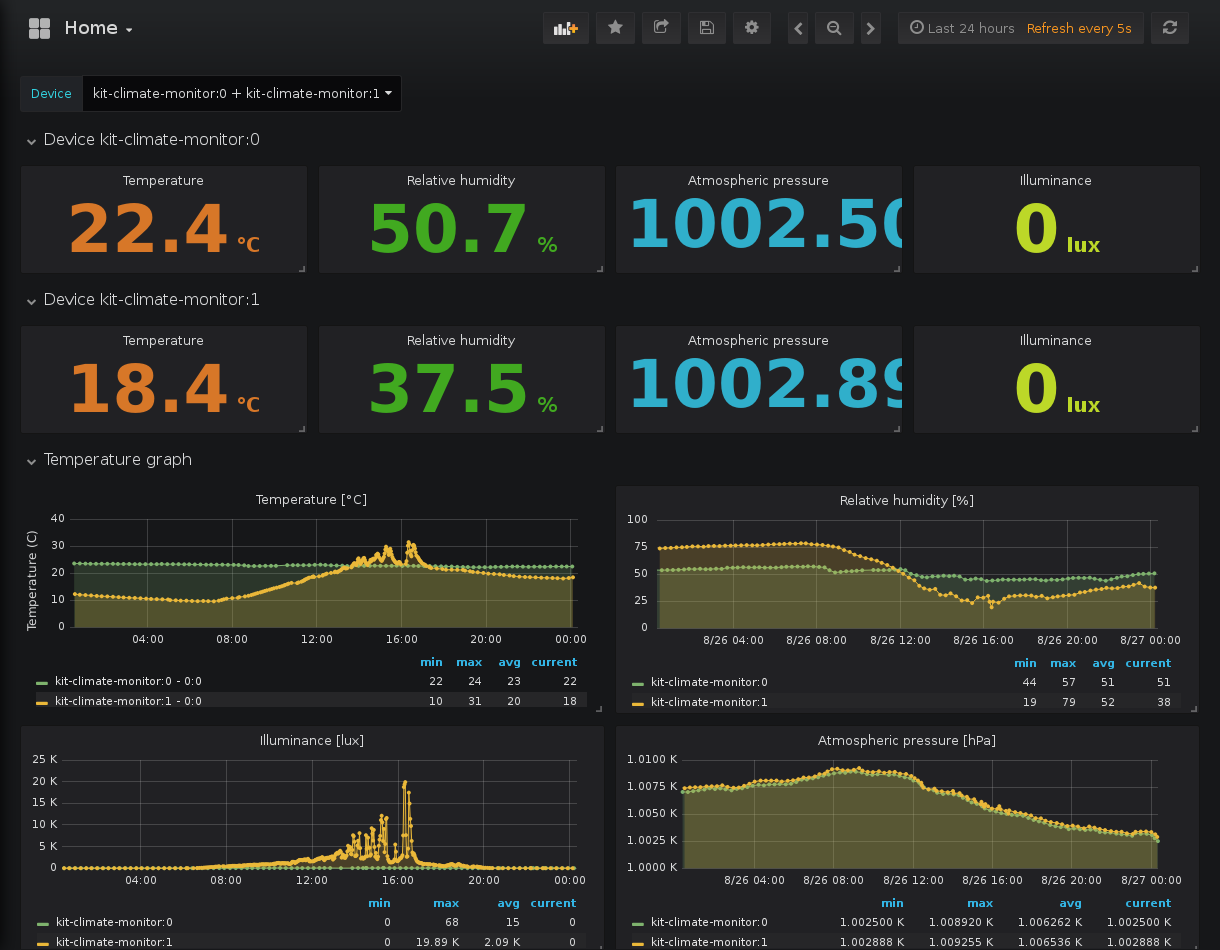 Home
Last 24 hours Refresh every 5s
Device kit-climate-monitor:0 + kit-climate-monitor:1
Device kit-climate-monitor:0
Temperature Relative humidity Atmospheric pressure Illuminance
22.4 °C 50.7 % 1002.50 0 lux
Device kit-climate-monitor:1
Temperature Relative humidity Atmospheric pressure Illuminance
18.4 °C 37.5 % 1002.89 0 lux
Temperature graph
Temperature [°C]
Temperature (C)
40
30
20
10
0
04:00 08:00 12:00 16:00 20:00 00:00
min max avg current
kit-climate-monitor:0 - 0:0 22 24 23 22
kit-climate-monitor:1 - 0:0 10 31 20 18
Relative humidity [%]
100
75
50
25
0
8/26 04:00 8/26 08:00 8/26 12:00 8/26 16:00 8/26 20:00 8/27 00:00
min max avg current
kit-climate-monitor:0 44 57 51 51
kit-climate-monitor:1 19 79 52 38
Illuminance [lux]
25 K
20 K
15 K
10 K
5 K
0
04:00 08:00 12:00 16:00 20:00 00:00
min max avg current
kit-climate-monitor:0 0 68 15 0
kit-climate-monitor:1 0 19.89 K 2.09 K 0
Atmospheric pressure [hPa]
1.0100 K
1.0075 K
1.0050 K
1.0025 K
1.0000 K
8/26 04:00 8/26 08:00 8/26 12:00 8/26 16:00 8/26 20:00 8/27 00:00
min max avg current
kit-climate-monitor:0 1.002500 K 1.008920 K 1.006262 K 1.002500 K
kit-climate-monitor:1 1.002888 K 1.009255 K 1.006536 K 1.002888 K